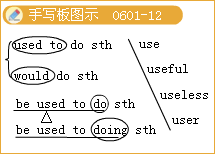 手写板图示 0601-12
used to do sth
would do sth
be used to do sth
be used to doing sth
use
useful
useless
user